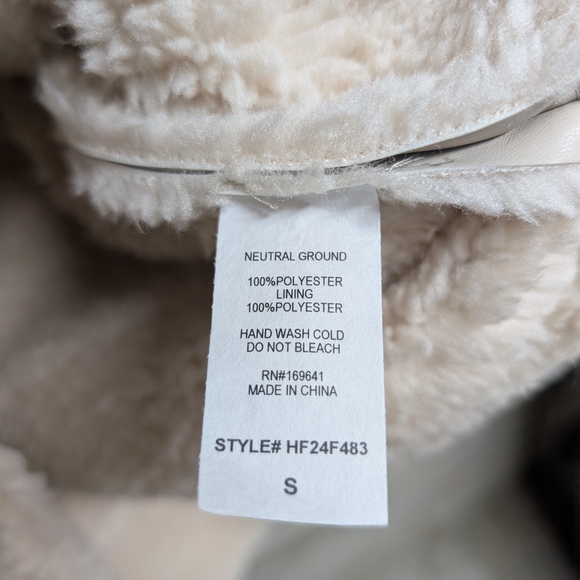 NEUTRAL GROUND
100%POLYESTER
LINING
100%POLYESTER
HAND WASH COLD
DO NOT BLEACH
RN#169641
MADE IN CHINA
STYLE# HF24F483
S